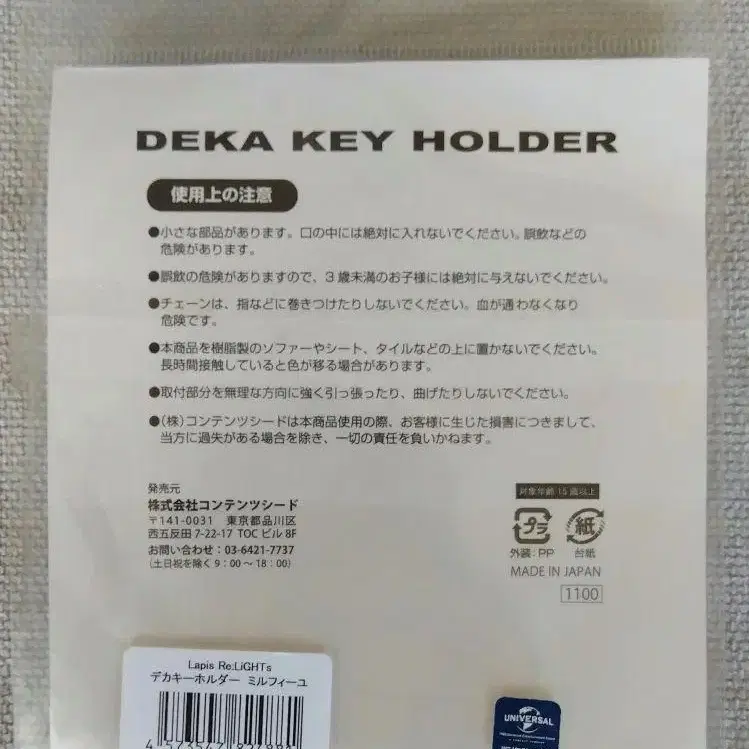 DEKA KEY HOLDER
使用上の注意
●小さな部品があります。口の中には絶対に入れないでください。誤飲などの
危険があります。
●誤飲の危険がありますので、3歳未満のお子様には絶対に与えないでください。
●チェーンは、指などに巻きつけたりしないでください。血が通わなくなり
危険です。
●本商品を樹脂製のソファーやシート、タイルなどの上に置かないでください。
長時間接触していると色が移る場合があります。
●取付部分を無理な方向に強く引っ張ったり、曲げたりしないでください。
●(株)コンテンツシードは本商品使用の際、お客様に生じた損害につきまして、
当方に過失がある場合を除き、一切の責任を負いかねます。
発売元
株式会社コンテンツシード
〒141-0031 東京都品川区
西五反田 7-22-17 TOC ビル 8F
お問い合わせ：03-6421-7737
(土日祝を除く 9：00 ～ 18：00)
対象年齢 15 歳以上
プラ 紙
外装：PP 台紙
MADE IN JAPAN
1100
Lapis Re:LiGHTs
デカキーホルダー ミルフィーユ
UNIVERSAL